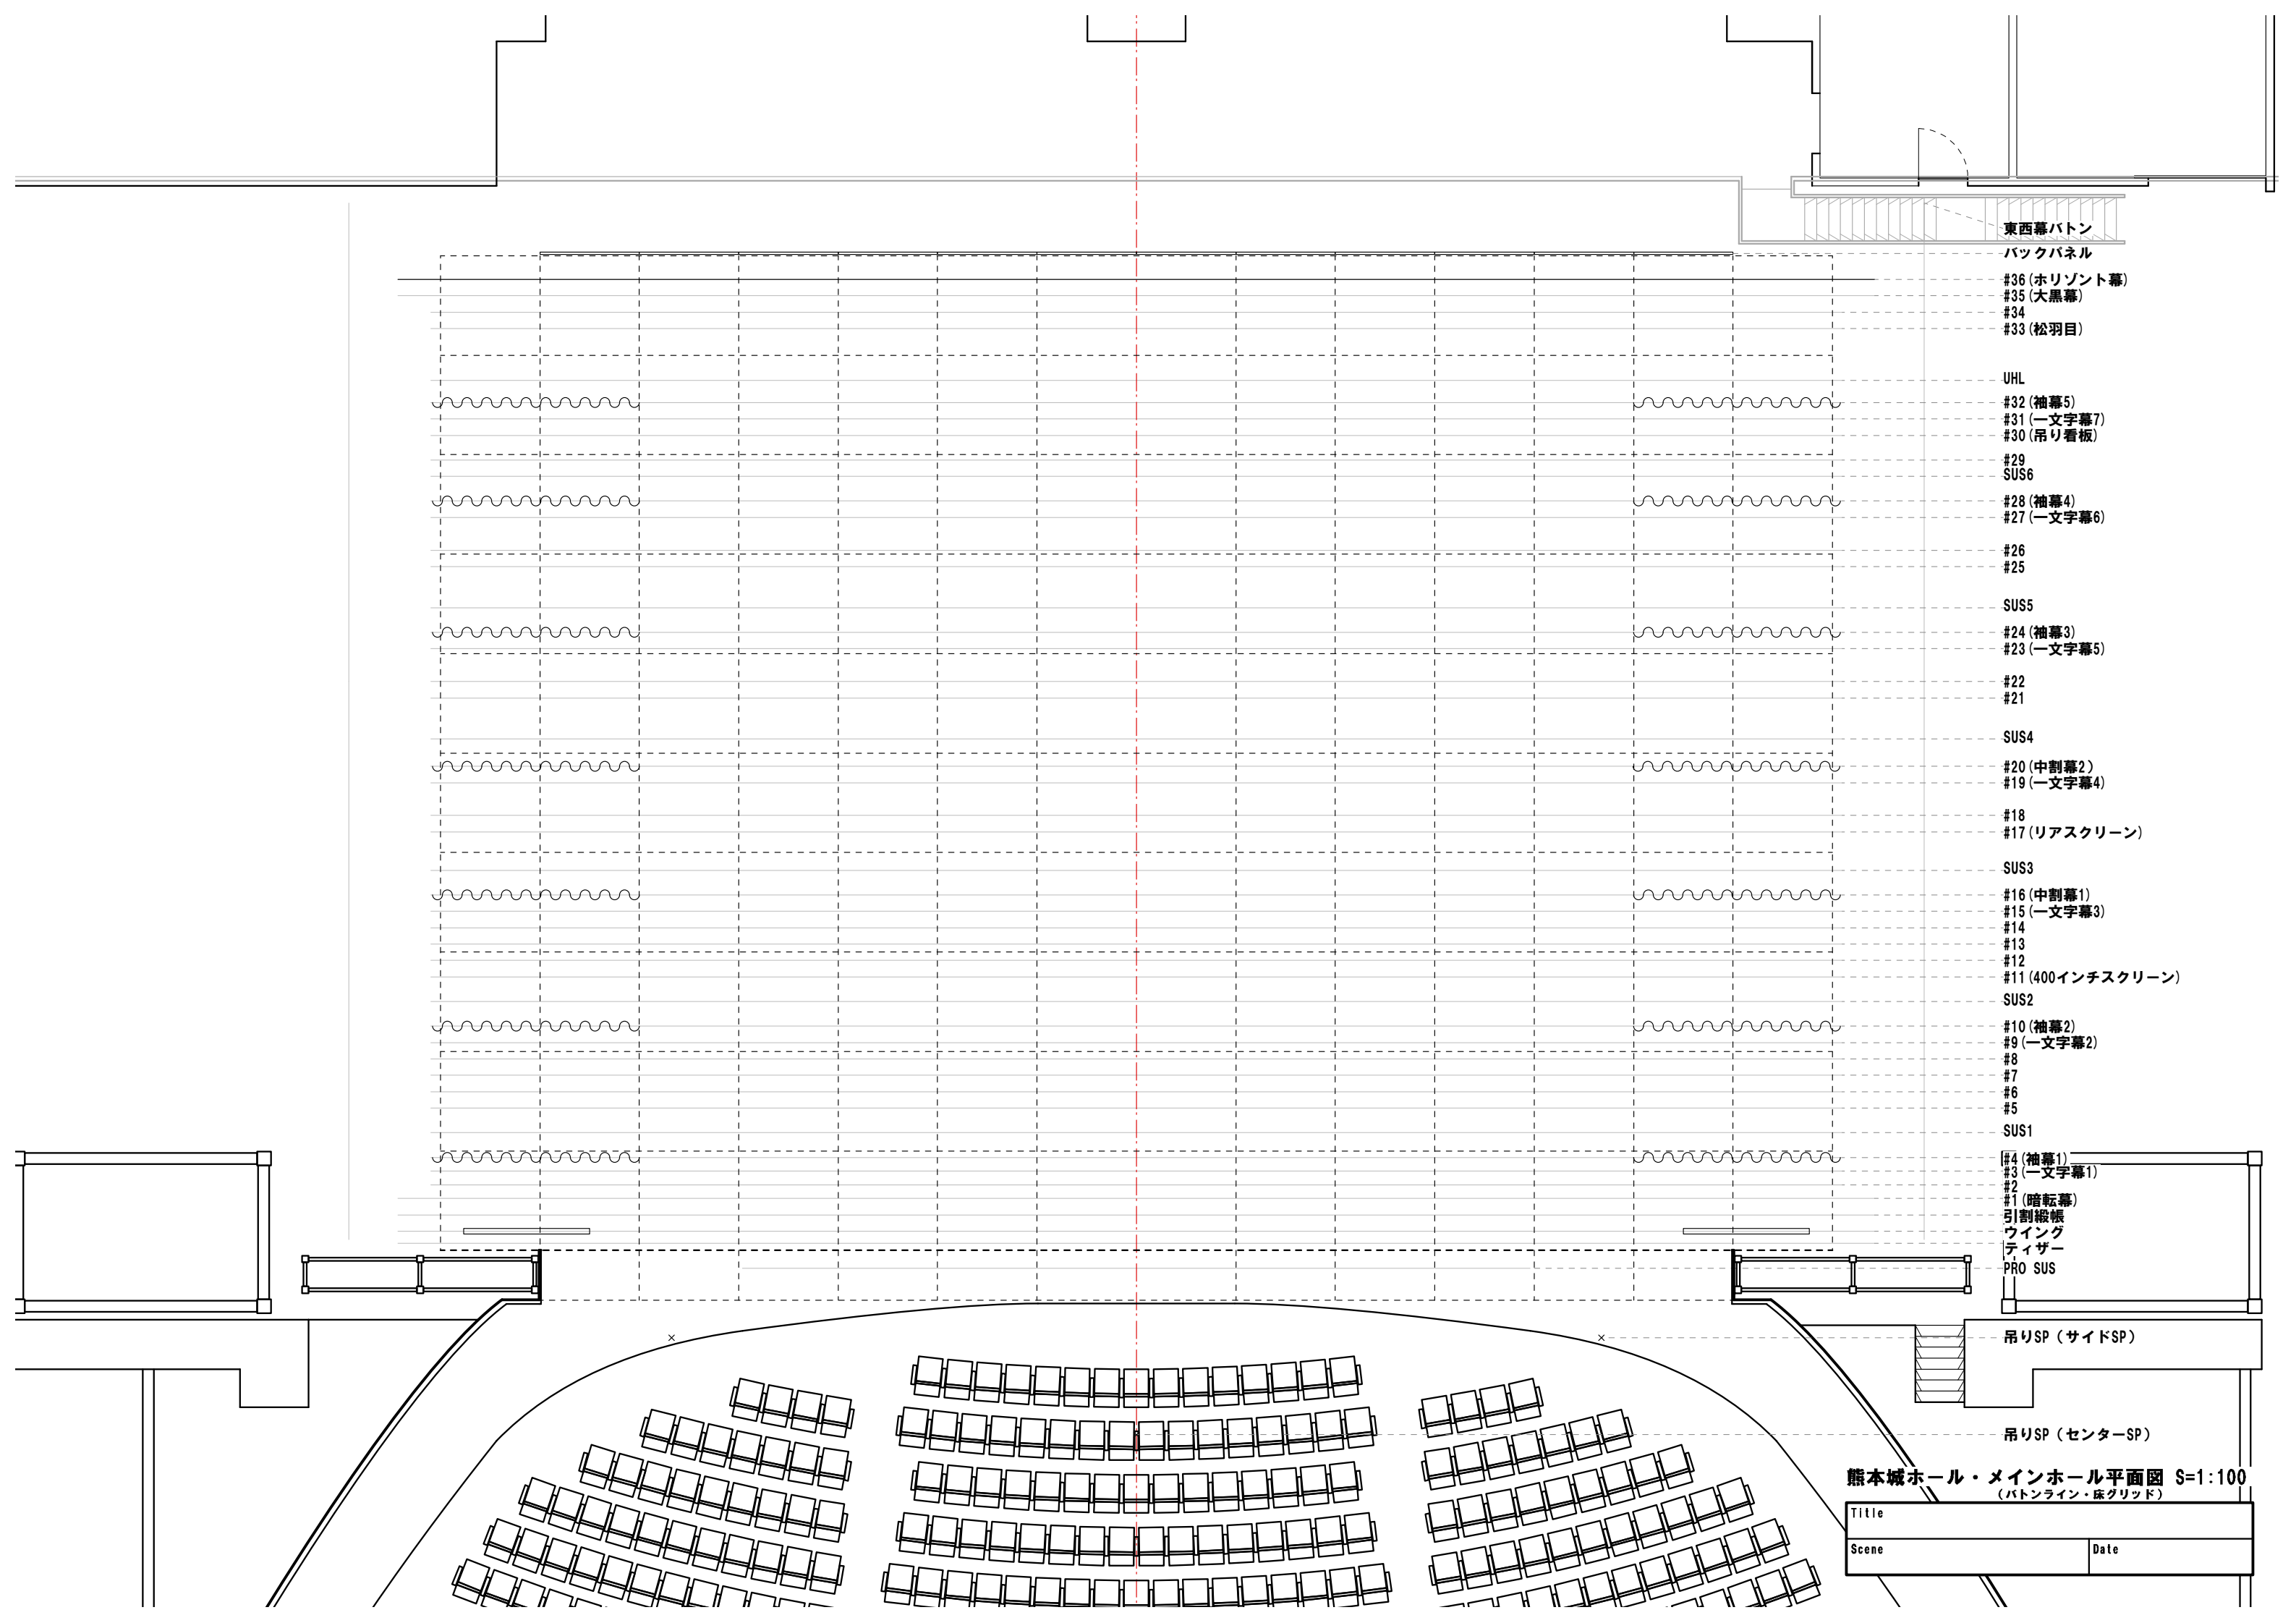 東西幕バトン
バックパネル
#36(ホリゾント幕)
#35(大黒幕)
#34
#33(松羽目)
UHL
#32(袖幕5)
#31(一文字幕7)
#30(吊り看板)
#29
SUS6
#28(袖幕4)
#27(一文字幕6)
#26
#25
SUS5
#24(袖幕3)
#23(一文字幕5)
#22
#21
SUS4
#20(中割幕2)
#19(一文字幕4)
#18
#17(リアスクリーン)
SUS3
#16(中割幕1)
#15(一文字幕3)
#14
#13
#12
#11(400インチスクリーン)
SUS2
#10(袖幕2)
#9(一文字幕2)
#8
#7
#6
#5
SUS1
#4(袖幕1)
#3(一文字幕1)
#2
#1(暗転幕)
引割緞帳
ウイング
ティザー
PRO SUS
吊りSP(サイドSP)
吊りSP(センターSP)
熊本城ホール・メインホール平面図 S=1:100
(バトンライン・床グリッド)
Title
Scene
Date